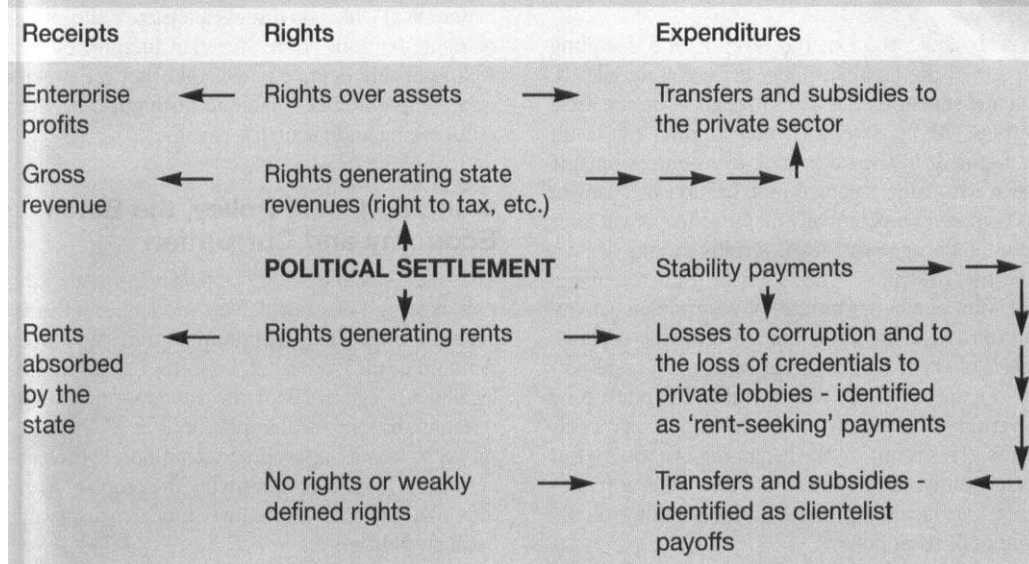 Receipts Rights Expenditures
Enterprise Rights over assets Transfers and subsidies to
profits the private sector
Gross Rights generating state
revenue revenues (right to tax, etc.)
POLITICAL SETTLEMENT Stability payments
Rents Rights generating rents Losses to corruption and to
absorbed the loss of credentials to
by the private lobbies - identified
state as ‘rent-seeking’ payments
No rights or weakly Transfers and subsidies -
defined rights identified as clientelist
payoffs